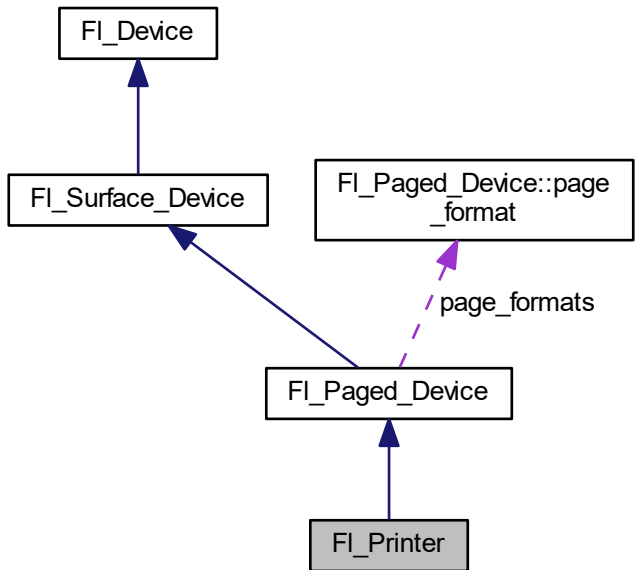 Fl_Device
Fl_Surface_Device
Fl_Paged_Device::page
_format
page_formats
Fl_Paged_Device
Fl_Printer